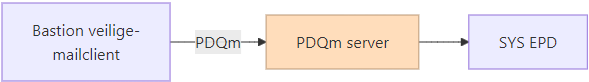 Bastion veilige-
mailclient
PDQm
PDQm server
SYS EPD